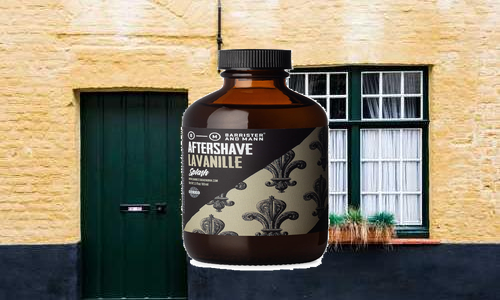 B M BARRISTER
AND MANN
AFTERSHAVE
LAVANILLE
Splash